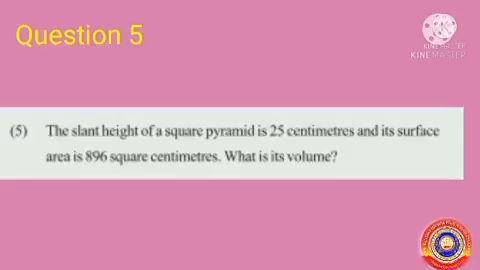 Question 5
KINEMASTER
KINEMASTER
(5) The slant height of a square pyramid is 25 centimetres and its surface
area is 896 square centimetres. What is its volume?